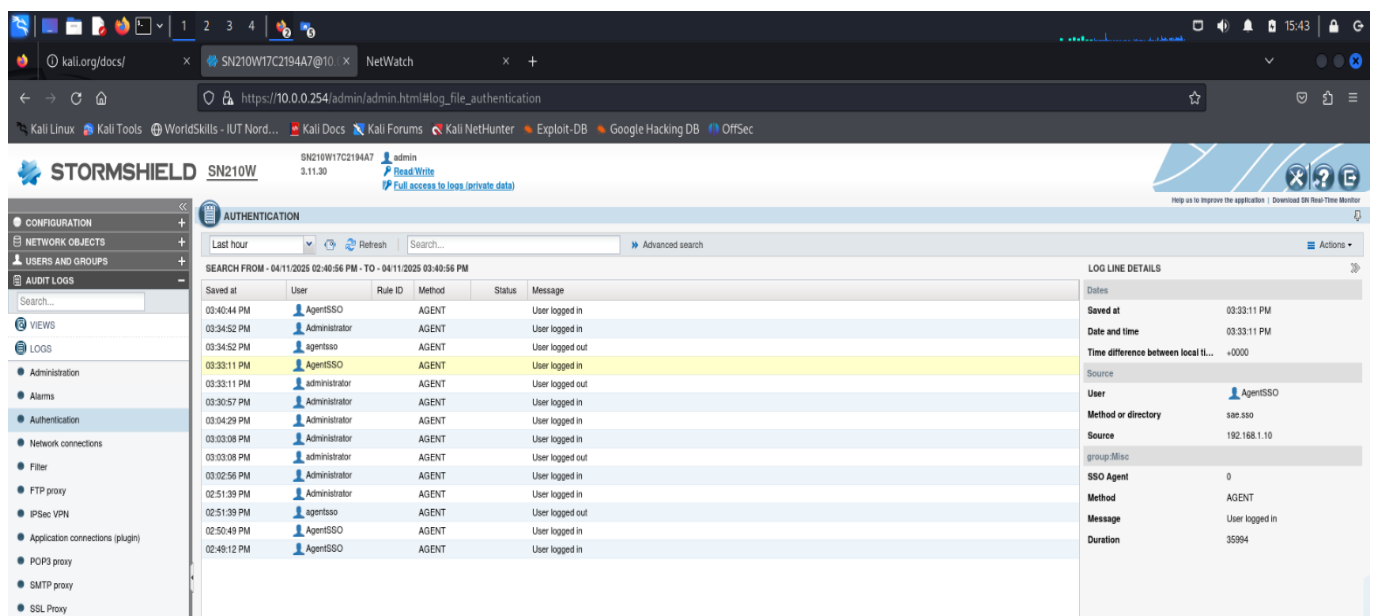 1 2 3 4 15:43
kali.org/docs/ × SN210W17C2194A7@10.0 × NetWatch × +
https://10.0.0.254/admin/admin.html#log_file_authentication
Kali Linux Kali Tools WorldSkills - IUT Nord... Kali Docs Kali Forums Kali NetHunter Exploit-DB Google Hacking DB OffSec
STORMSHIELD SN210W
SN210W17C2194A7 admin
3.11.30 Read/Write
Full access to logs (private data)
Help us to improve the application | Download SN Real-Time Monitor
CONFIGURATION +
NETWORK OBJECTS +
USERS AND GROUPS +
AUDIT LOGS −
Search...
VIEWS
LOGS
Administration
Alarms
Authentication
Network connections
Filter
FTP proxy
IPSec VPN
Application connections (plugin)
POP3 proxy
SMTP proxy
SSL Proxy
AUTHENTICATION
Last hour Refresh Search... Advanced search Actions
SEARCH FROM - 04/11/2025 02:40:56 PM - TO - 04/11/2025 03:40:56 PM
Saved at User Rule ID Method Status Message
03:40:44 PM AgentSSO AGENT User logged in
03:34:52 PM Administrator AGENT User logged in
03:34:52 PM agentsso AGENT User logged out
03:33:11 PM AgentSSO AGENT User logged in
03:33:11 PM administrator AGENT User logged out
03:30:57 PM Administrator AGENT User logged in
03:04:29 PM Administrator AGENT User logged in
03:03:08 PM Administrator AGENT User logged in
03:03:08 PM administrator AGENT User logged out
03:02:56 PM Administrator AGENT User logged in
02:51:39 PM Administrator AGENT User logged in
02:51:39 PM agentsso AGENT User logged out
02:50:49 PM AgentSSO AGENT User logged in
02:49:12 PM AgentSSO AGENT User logged in
LOG LINE DETAILS
Dates
Saved at 03:33:11 PM
Date and time 03:33:11 PM
Time difference between local ti... +0000
Source
User AgentSSO
Method or directory sae.sso
Source 192.168.1.10
group:Misc
SSO Agent 0
Method AGENT
Message User logged in
Duration 35994